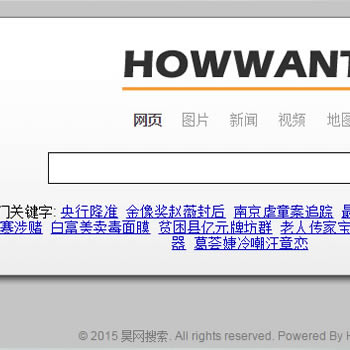 HOWWANT
网页 图片 新闻 视频 地图
门关键字: 央行降准 金像奖赵薇封后 南京虐童案追踪 最
寒涉赌 白富美卖毒面膜 贫困县亿元牌坊群 老人传家宝
器 葛荟婕冷嘲汗章恋
© 2015 昊网搜索. All rights reserved. Powered By H